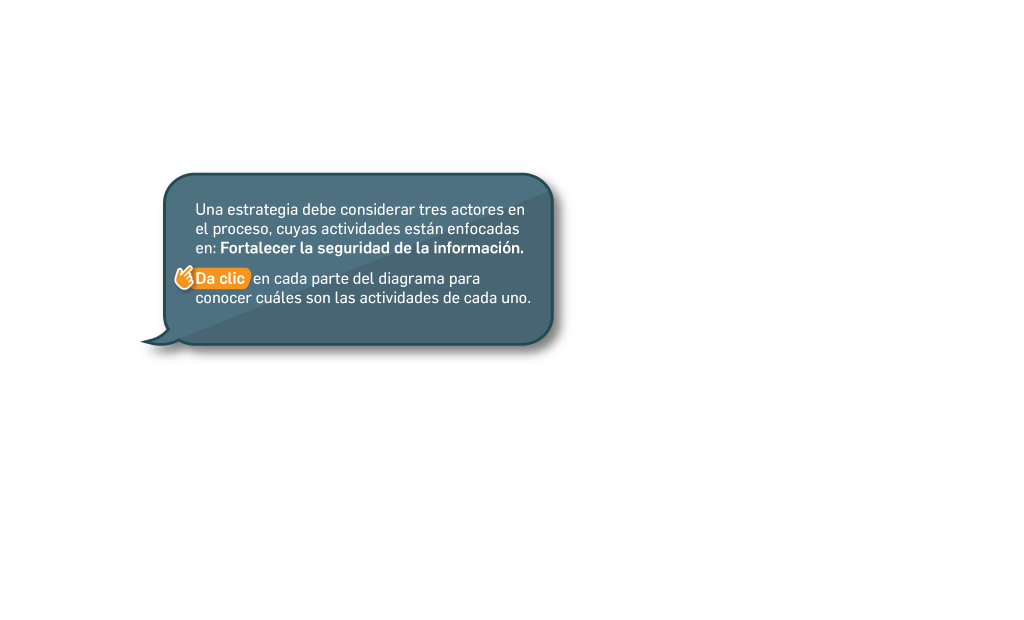 Una estrategia debe considerar tres actores en
el proceso, cuyas actividades están enfocadas
en: Fortalecer la seguridad de la información.
Da clic en cada parte del diagrama para
conocer cuáles son las actividades de cada uno.